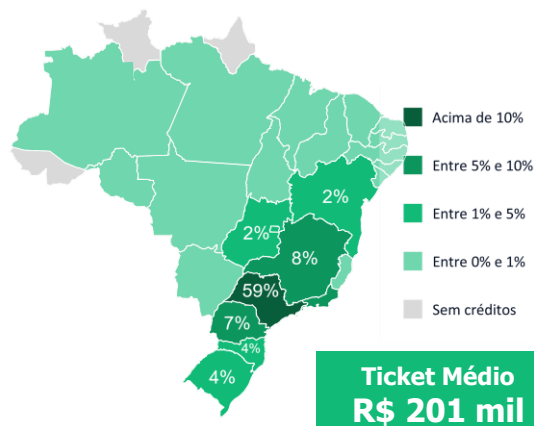 Acima de 10%
Entre 5% e 10%
2%
Entre 1% e 5%
2%
8%
Entre 0% e 1%
59%
Sem créditos
7%
4%
4%
Ticket Médio
R$ 201 mil